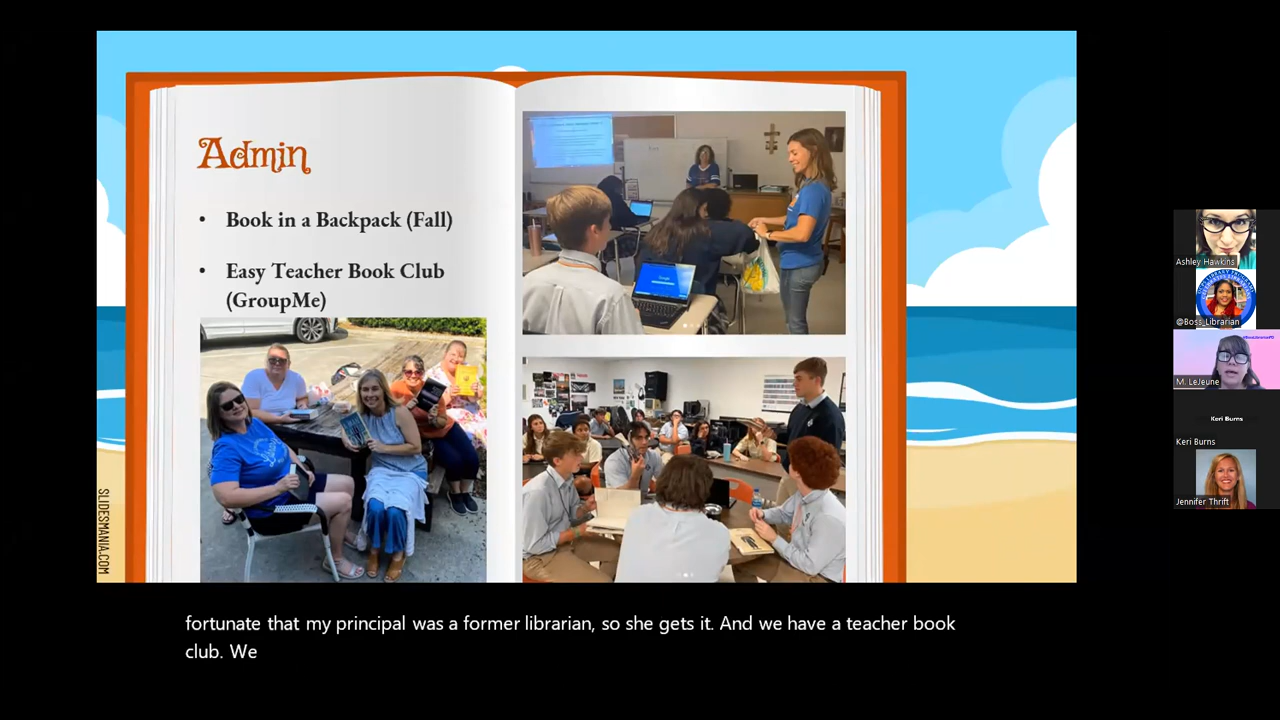 Admin
• Book in a Backpack (Fall)
• Easy Teacher Book Club
(GroupMe)
SLIDESMANIA.COM
fortunate that my principal was a former librarian, so she gets it. And we have a teacher book
club. We
Ashley Hawkins
@Boss_Librarian
M. LeJeune
Keri Burns
Keri Burns
Jennifer Thrift